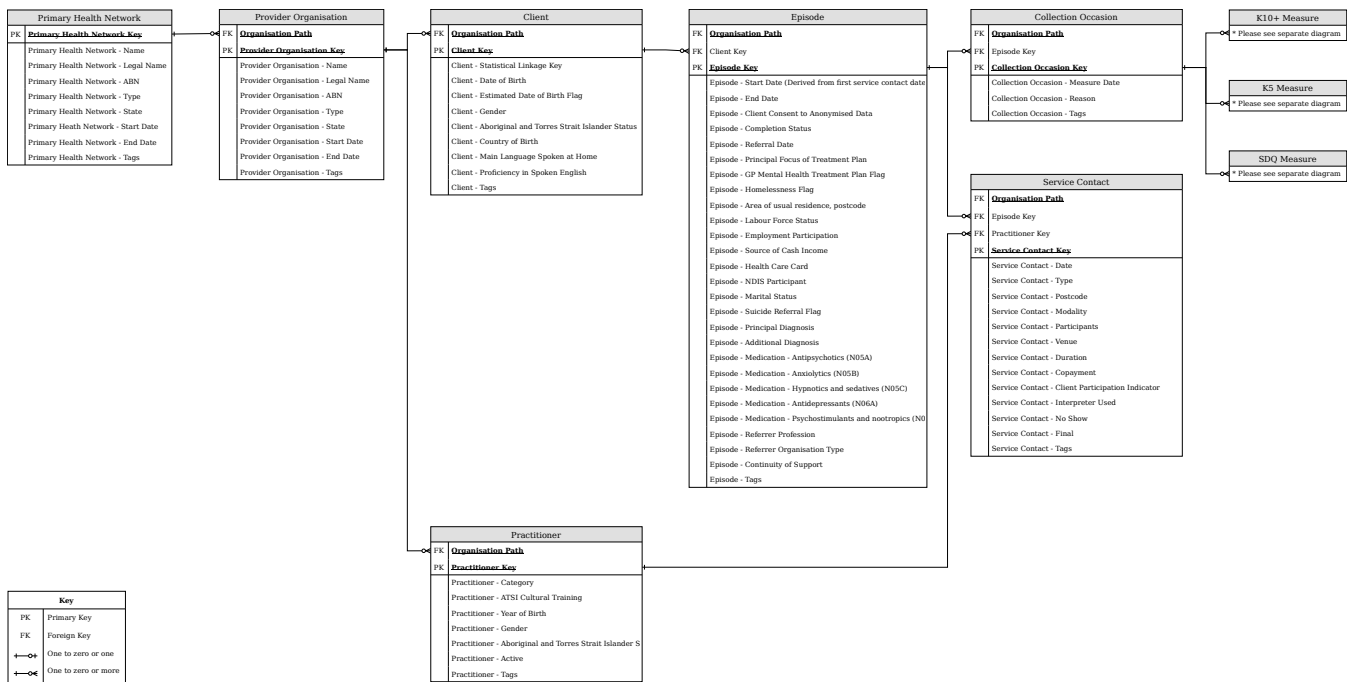 Primary Health Network
PK Primary Health Network Key
Primary Health Network - Name
Primary Health Network - Legal Name
Primary Health Network - ABN
Primary Health Network - Type
Primary Health Network - State
Primary Heath Network - Start Date
Primary Health Network - End Date
Primary Health Network - Tags
Provider Organisation
FK Organisation Path
PK Provider Organisation Key
Provider Organisation - Name
Provider Organisation - Legal Name
Provider Organisation - ABN
Provider Organisation - Type
Provider Organisation - State
Provider Organisation - Start Date
Provider Organisation - End Date
Provider Organisation - Tags
Client
FK Organisation Path
PK Client Key
Client - Statistical Linkage Key
Client - Date of Birth
Client - Estimated Date of Birth Flag
Client - Gender
Client - Aboriginal and Torres Strait Islander Status
Client - Country of Birth
Client - Main Language Spoken at Home
Client - Proficiency in Spoken English
Client - Tags
Episode
FK Organisation Path
FK Client Key
PK Episode Key
Episode - Start Date (Derived from first service contact date
Episode - End Date
Episode - Client Consent to Anonymised Data
Episode - Completion Status
Episode - Referral Date
Episode - Principal Focus of Treatment Plan
Episode - GP Mental Health Treatment Plan Flag
Episode - Homelessness Flag
Episode - Area of usual residence, postcode
Episode - Labour Force Status
Episode - Employment Participation
Episode - Source of Cash Income
Episode - Health Care Card
Episode - NDIS Participant
Episode - Marital Status
Episode - Suicide Referral Flag
Episode - Principal Diagnosis
Episode - Additional Diagnosis
Episode - Medication - Antipsychotics (N05A)
Episode - Medication - Anxiolytics (N05B)
Episode - Medication - Hypnotics and sedatives (N05C)
Episode - Medication - Antidepressants (N06A)
Episode - Medication - Psychostimulants and nootropics (N0
Episode - Referrer Profession
Episode - Referrer Organisation Type
Episode - Continuity of Support
Episode - Tags
Collection Occasion
FK Organisation Path
FK Episode Key
PK Collection Occasion Key
Collection Occasion - Measure Date
Collection Occasion - Reason
Collection Occasion - Tags
K10+ Measure
* Please see separate diagram
K5 Measure
* Please see separate diagram
SDQ Measure
* Please see separate diagram
Service Contact
FK Organisation Path
FK Episode Key
FK Practitioner Key
PK Service Contact Key
Service Contact - Date
Service Contact - Type
Service Contact - Postcode
Service Contact - Modality
Service Contact - Participants
Service Contact - Venue
Service Contact - Duration
Service Contact - Copayment
Service Contact - Client Participation Indicator
Service Contact - Interpreter Used
Service Contact - No Show
Service Contact - Final
Service Contact - Tags
Practitioner
FK Organisation Path
PK Practitioner Key
Practitioner - Category
Practitioner - ATSI Cultural Training
Practitioner - Year of Birth
Practitioner - Gender
Practitioner - Aboriginal and Torres Strait Islander S
Practitioner - Active
Practitioner - Tags
Key
PK Primary Key
FK Foreign Key
One to zero or one
One to zero or more